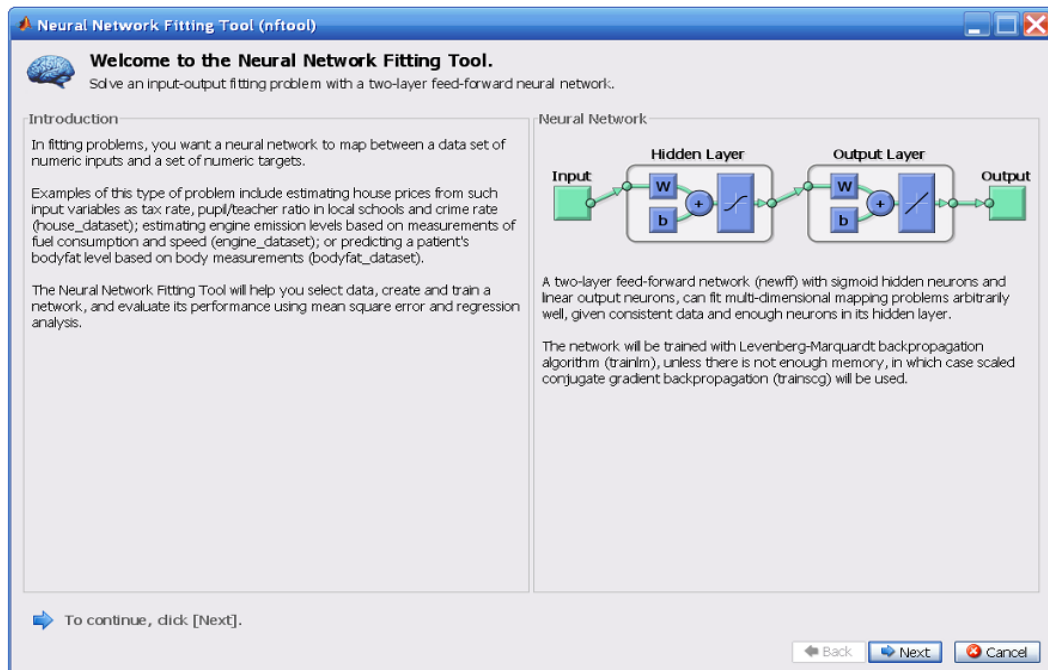 Neural Network Fitting Tool (nftool)
Welcome to the Neural Network Fitting Tool.
Solve an input-output fitting problem with a two-layer feed-forward neural network.
Introduction
In fitting problems, you want a neural network to map between a data set of
numeric inputs and a set of numeric targets.
Examples of this type of problem include estimating house prices from such
input variables as tax rate, pupil/teacher ratio in local schools and crime rate
(house_dataset); estimating engine emission levels based on measurements of
fuel consumption and speed (engine_dataset); or predicting a patient's
bodyfat level based on body measurements (bodyfat_dataset).
The Neural Network Fitting Tool will help you select data, create and train a
network, and evaluate its performance using mean square error and regression
analysis.
Neural Network
Hidden Layer Output Layer
Input Output
W W
+ +
b b
A two-layer feed-forward network (newff) with sigmoid hidden neurons and
linear output neurons, can fit multi-dimensional mapping problems arbitrarily
well, given consistent data and enough neurons in its hidden layer.
The network will be trained with Levenberg-Marquardt backpropagation
algorithm (trainlm), unless there is not enough memory, in which case scaled
conjugate gradient backpropagation (trainscg) will be used.
To continue, click [Next].
Back Next Cancel